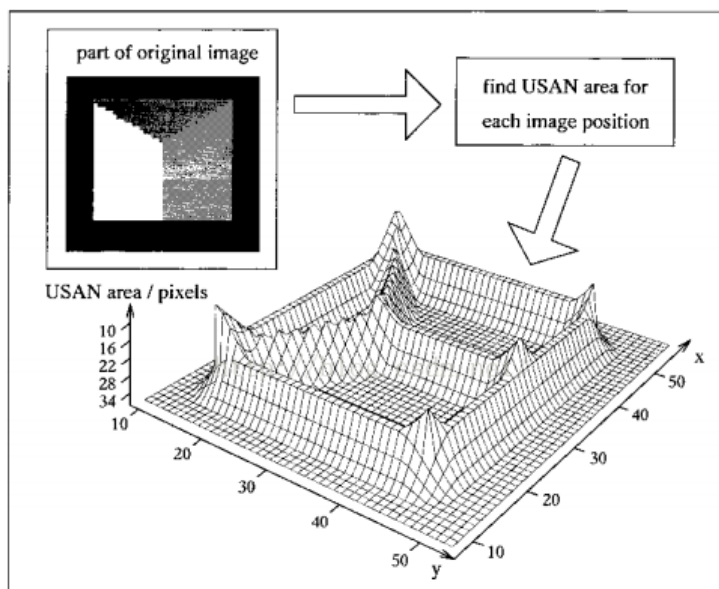 part of original image
find USAN area for
each image position
USAN area / pixels
10
16
22
28
34
10
20
30
40
50
y
10
20
30
40
50
x